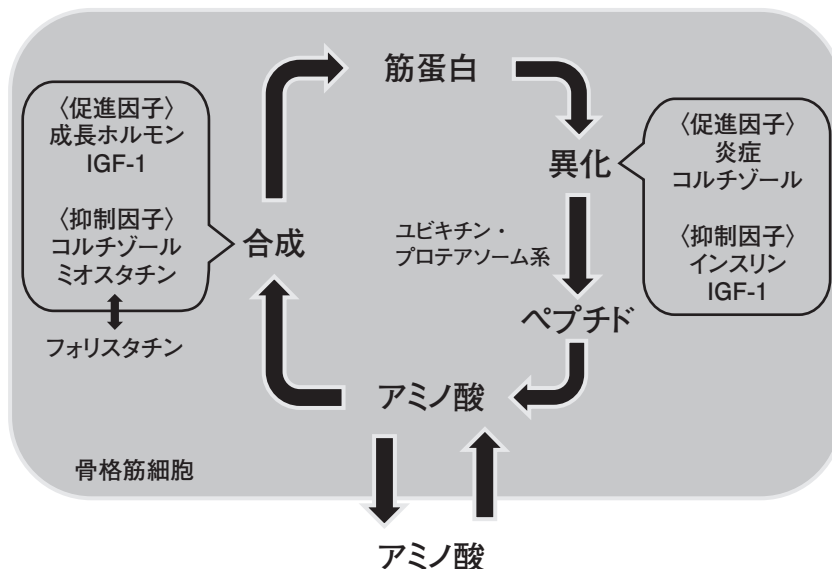 筋蛋白
〈促進因子〉
成長ホルモン
IGF-1
〈抑制因子〉
コルチゾール
ミオスタチン
フォリスタチン
合成
異化
〈促進因子〉
炎症
コルチゾール
〈抑制因子〉
インスリン
IGF-1
ユビキチン・
プロテアソーム系
ペプチド
アミノ酸
骨格筋細胞
アミノ酸